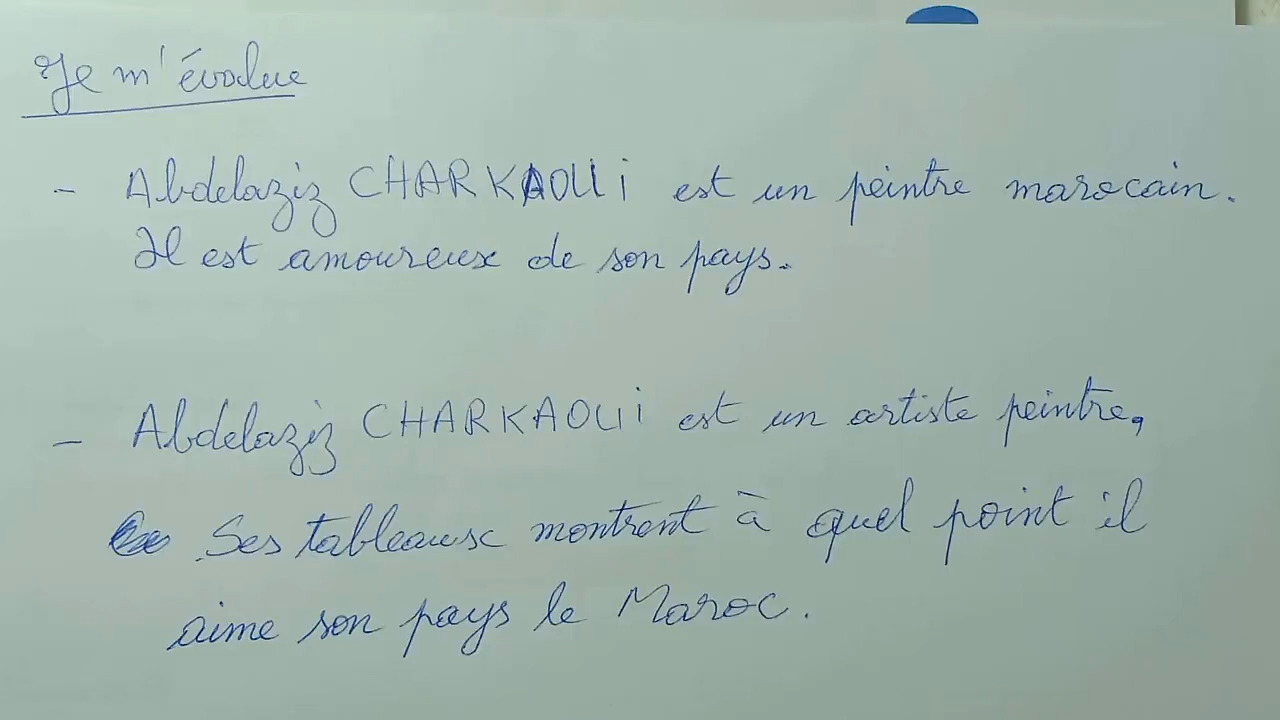 Je m'évalue
- Abdelaziz CHARKAOUi est un peintre marocain.
Il est amoureux de son pays.
- Abdelaziz CHARKAOUi est un artiste peintre,
Ses tableaux montrent à quel point il
aime son pays le Maroc.